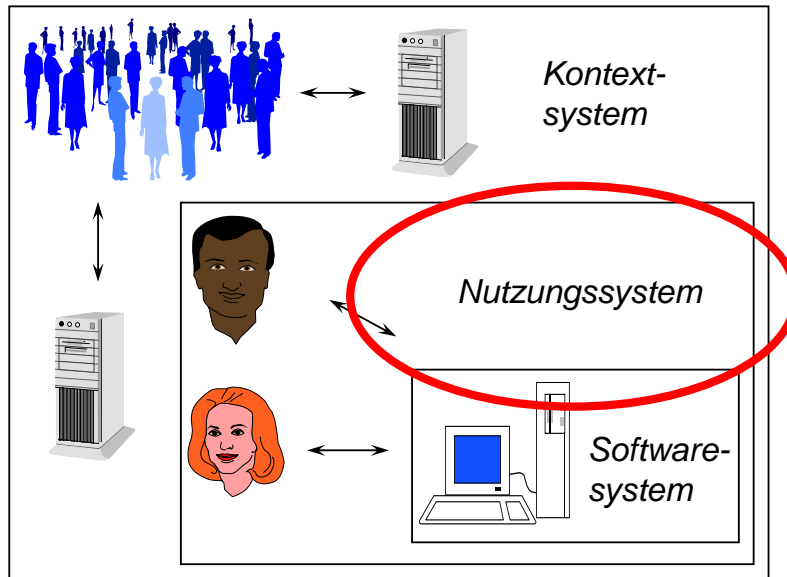 Kontext-
system
Nutzungssystem
Software-
system